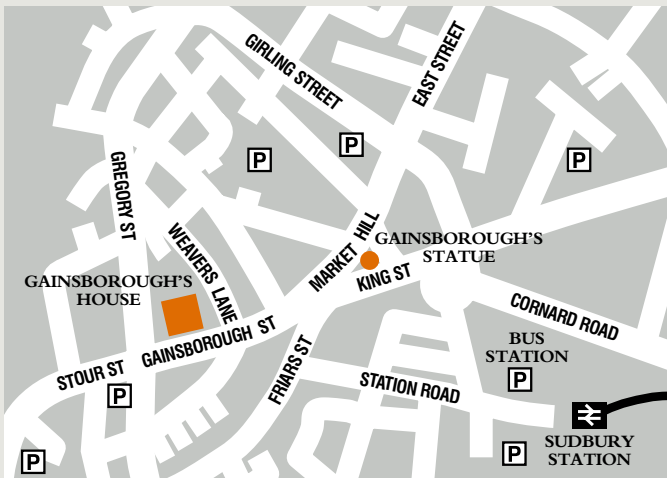 GIRLING STREET
EAST STREET
P
P
P
GREGORY ST
WEAVERS LANE
MARKET HILL
GAINSBOROUGH'S
STATUE
KING ST
GAINSBOROUGH'S
HOUSE
CORNARD ROAD
STOUR ST
GAINSBOROUGH ST
FRIARS ST
BUS
STATION
P
STATION ROAD
P
SUDBURY
STATION
P
P